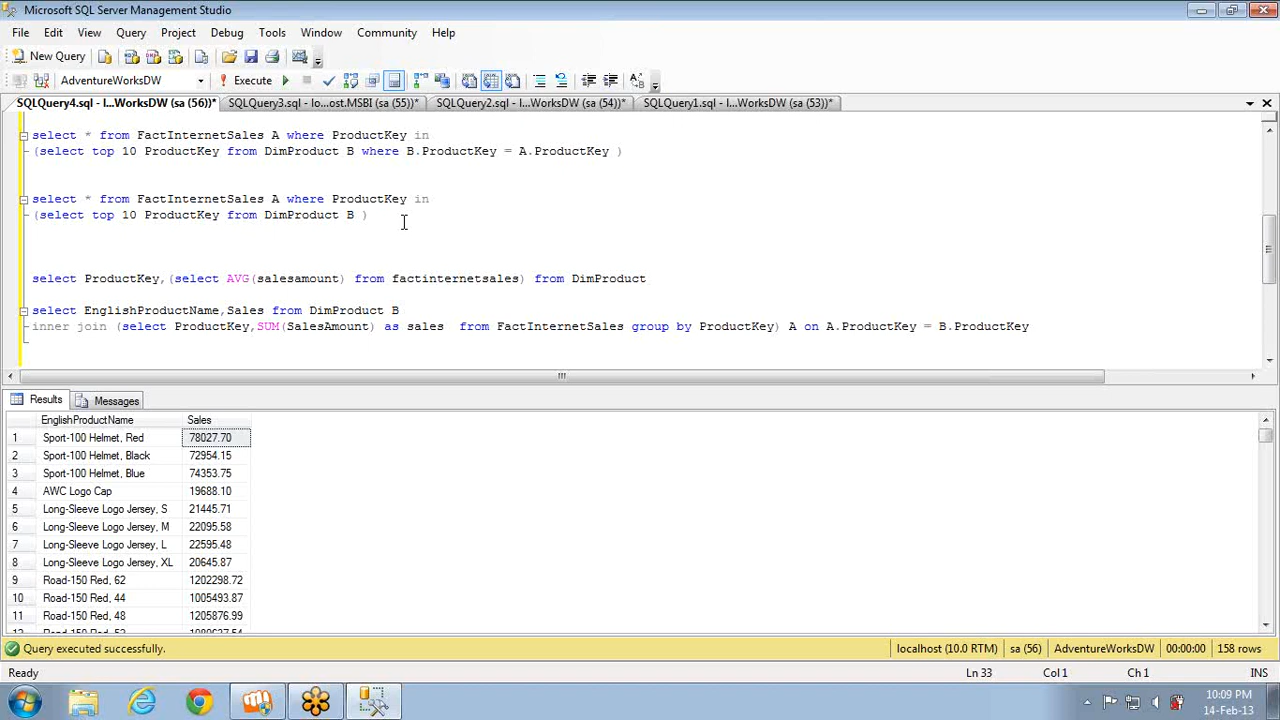 Microsoft SQL Server Management Studio
File Edit View Query Project Debug Tools Window Community Help
New Query
AdventureWorksDW Execute
SQLQuery4.sql - l...WorksDW (sa (56))* SQLQuery3.sql - lo...ost.MSBI (sa (55))* SQLQuery2.sql - l...WorksDW (sa (54))* SQLQuery1.sql - l...WorksDW (sa (53))*
select * from FactInternetSales A where ProductKey in
(select top 10 ProductKey from DimProduct B where B.ProductKey = A.ProductKey )
select * from FactInternetSales A where ProductKey in
(select top 10 ProductKey from DimProduct B )
select ProductKey,(select AVG(salesamount) from factinternetsales) from DimProduct
select EnglishProductName,Sales from DimProduct B
inner join (select ProductKey,SUM(SalesAmount) as sales from FactInternetSales group by ProductKey) A on A.ProductKey = B.ProductKey
Results Messages
EnglishProductName Sales
1 Sport-100 Helmet, Red 78027.70
2 Sport-100 Helmet, Black 72954.15
3 Sport-100 Helmet, Blue 74353.75
4 AWC Logo Cap 19688.10
5 Long-Sleeve Logo Jersey, S 21445.71
6 Long-Sleeve Logo Jersey, M 22095.58
7 Long-Sleeve Logo Jersey, L 22595.48
8 Long-Sleeve Logo Jersey, XL 20645.87
9 Road-150 Red, 62 1202298.72
10 Road-150 Red, 44 1005493.87
11 Road-150 Red, 48 1205876.99
Query executed successfully. localhost (10.0 RTM) sa (56) AdventureWorksDW 00:00:00 158 rows
Ready Ln 33 Col 1 Ch 1 INS
10:09 PM
14-Feb-13